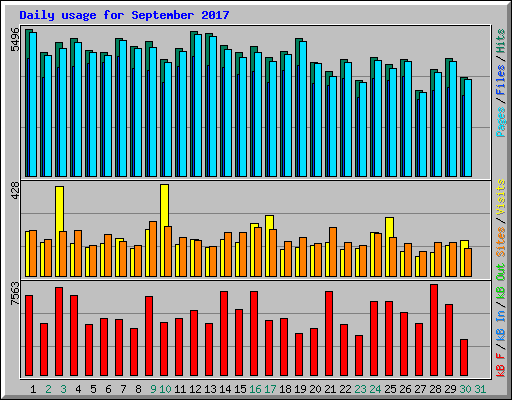 Daily usage for September 2017
5496
Pages / Files / Hits
428
Sites / Visits
7563
kB F / kB In / kB Out
1 2 3 4 5 6 7 8 9 10 11 12 13 14 15 16 17 18 19 20 21 22 23 24 25 26 27 28 29 30 31